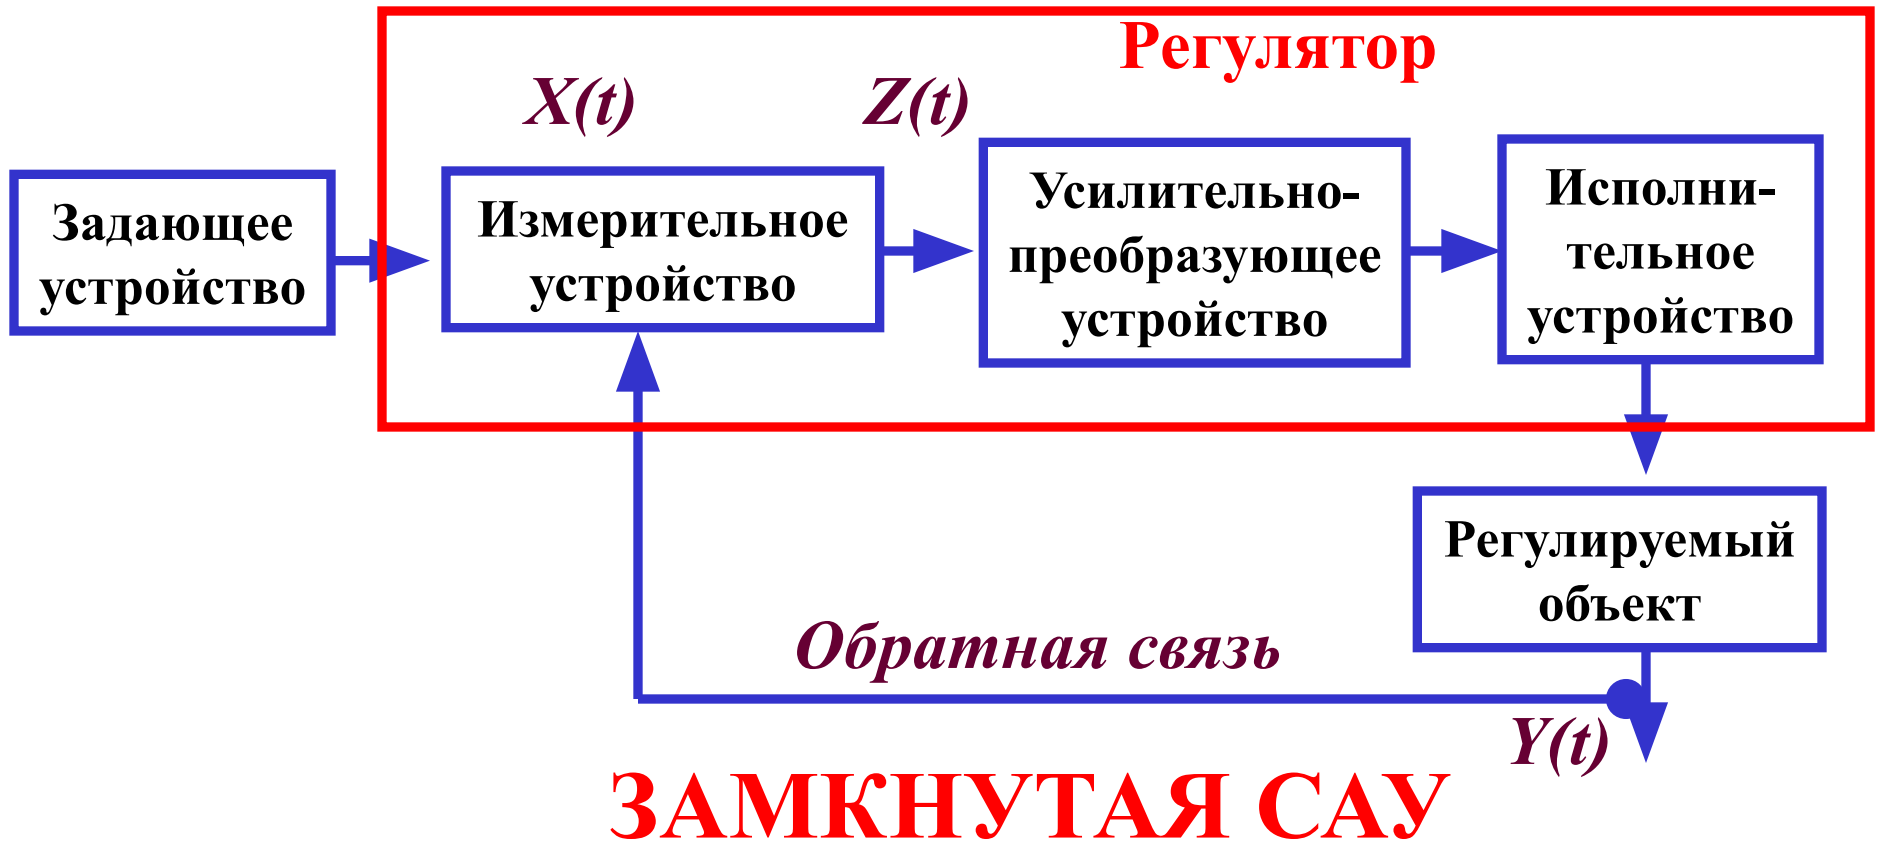 Регулятор
X(t)
Z(t)
Задающее
устройство
Измерительное
устройство
Усилительно-
преобразующее
устройство
Исполни-
тельное
устройство
Регулируемый
объект
Обратная связь
Y(t)
ЗАМКНУТАЯ САУ